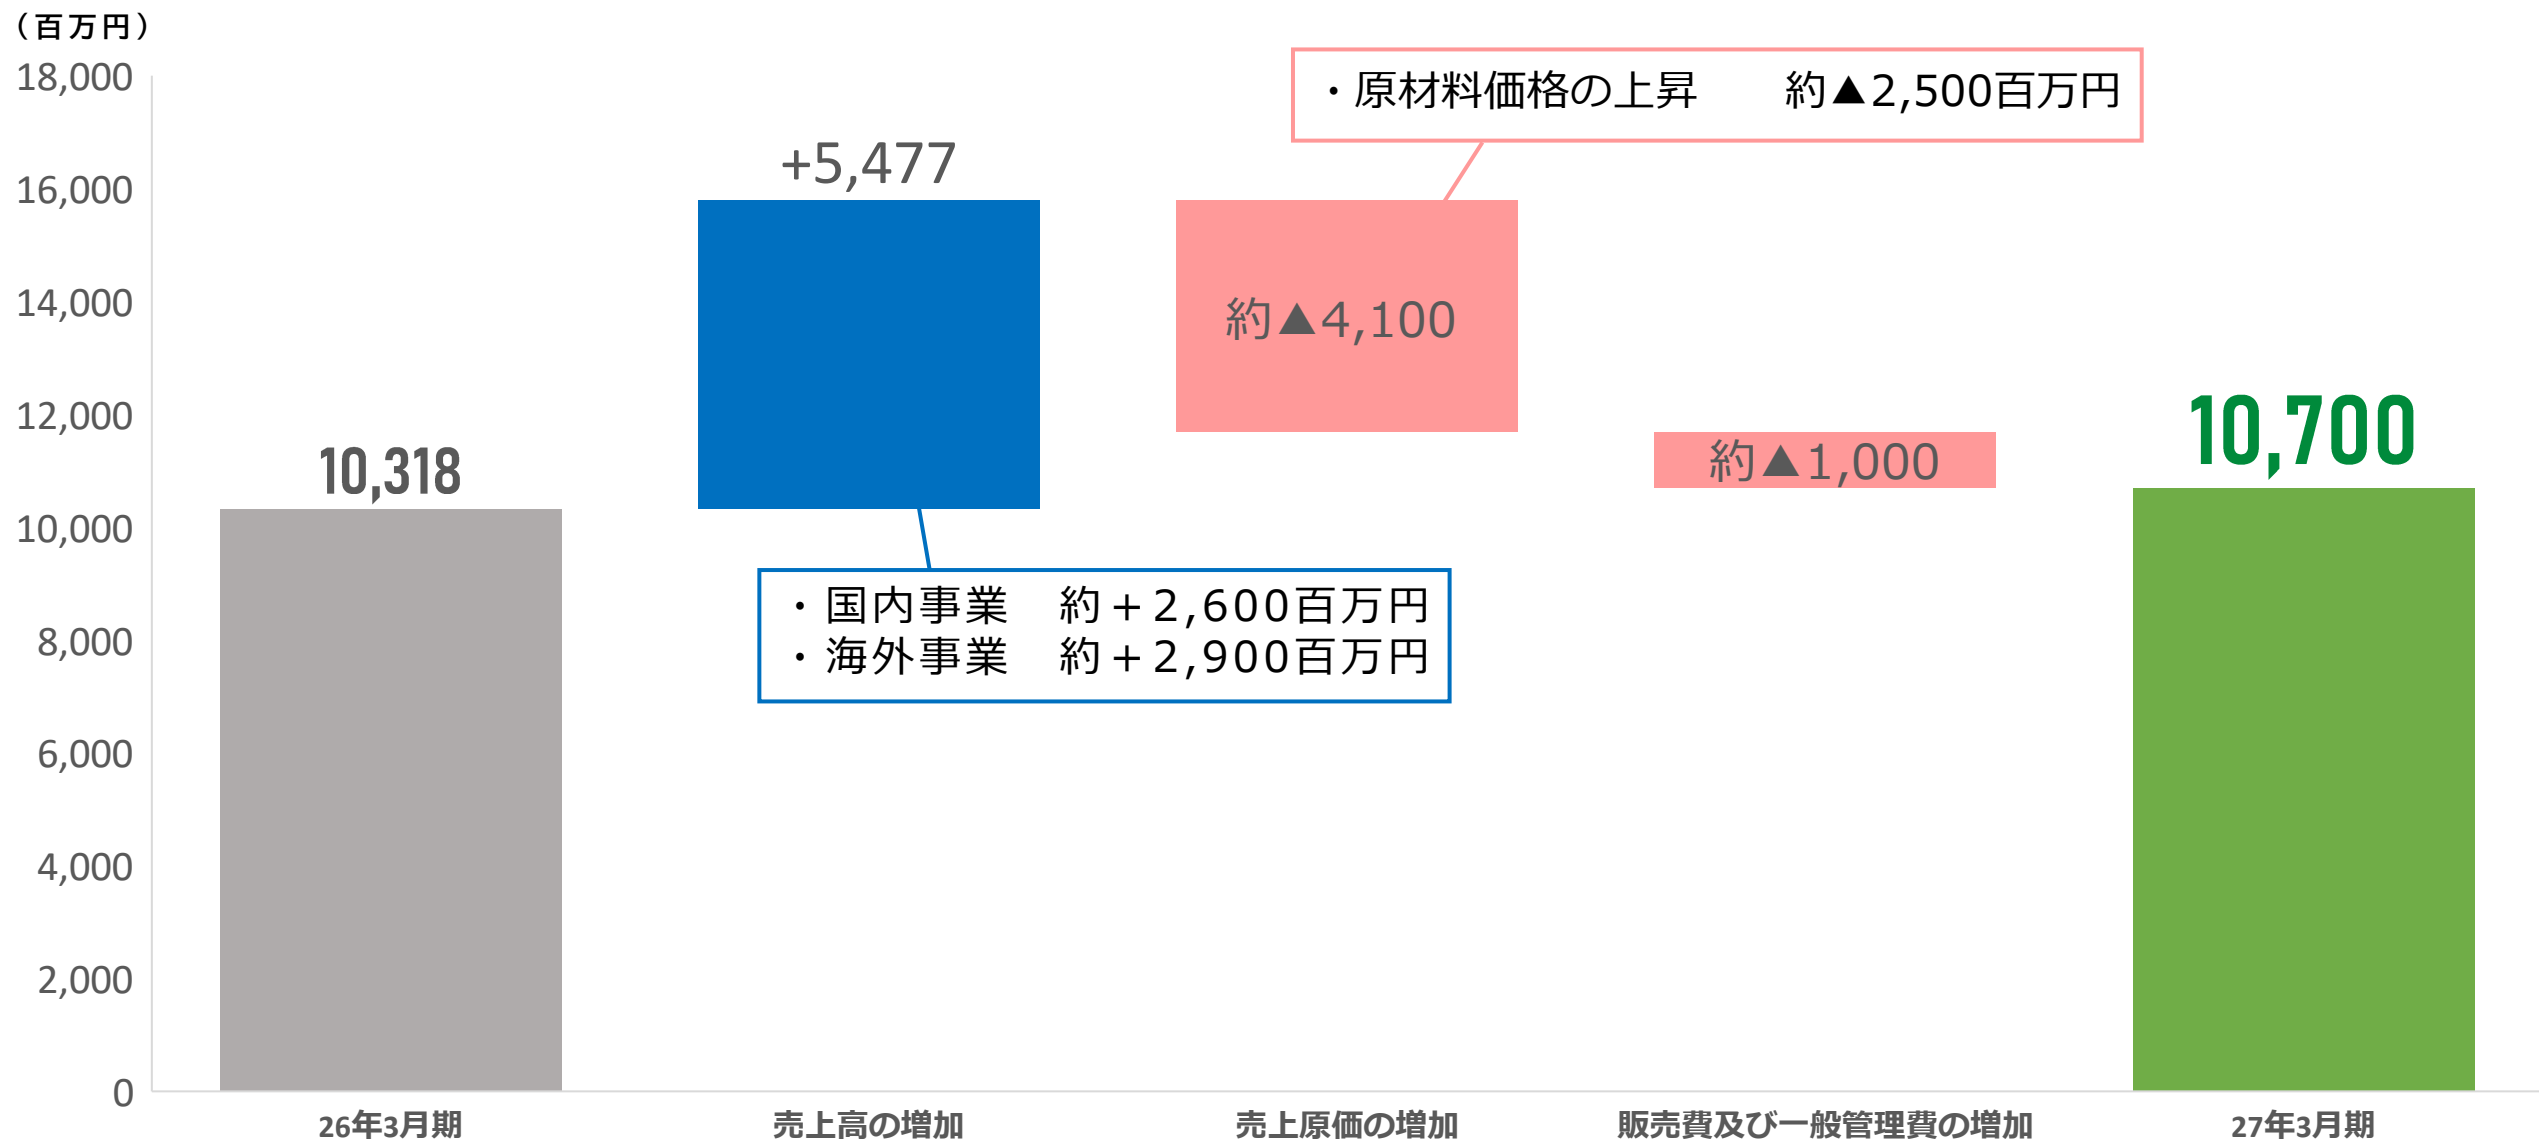 （百万円）
18,000
16,000
14,000
12,000
10,000
8,000
6,000
4,000
2,000
0
10,318
+5,477
・国内事業　約＋2,600百万円
・海外事業　約＋2,900百万円
・原材料価格の上昇　　約▲2,500百万円
約▲4,100
約▲1,000
10,700
26年3月期
売上高の増加
売上原価の増加
販売費及び一般管理費の増加
27年3月期